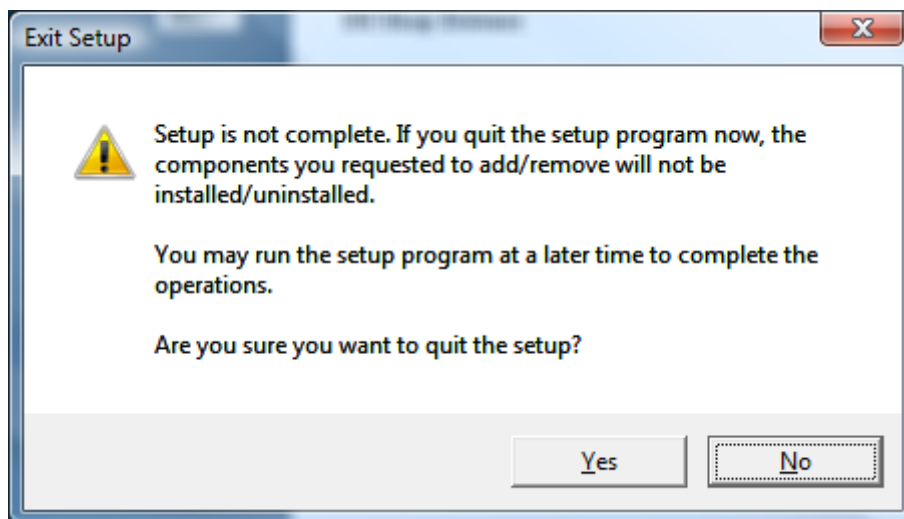 Exit Setup
Setup is not complete. If you quit the setup program now, the
components you requested to add/remove will not be
installed/uninstalled.
You may run the setup program at a later time to complete the
operations.
Are you sure you want to quit the setup?
Yes
No